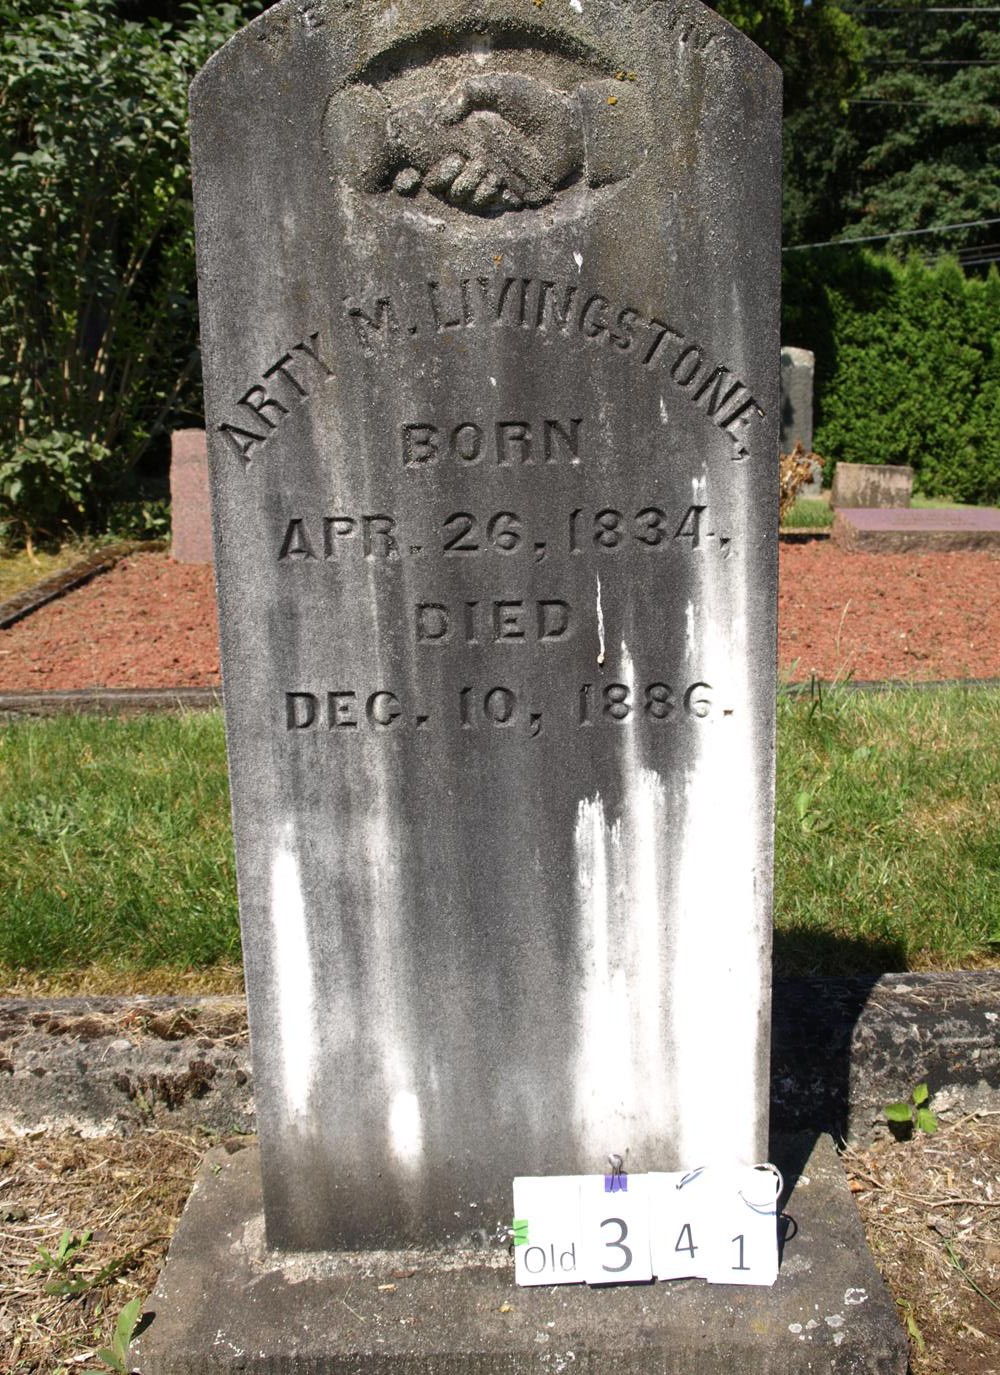 ARTY M. LIVINGSTONE,
BORN
APR. 26, 1834.,
DIED
DEC. 10, 1886.
Old 3 4 1